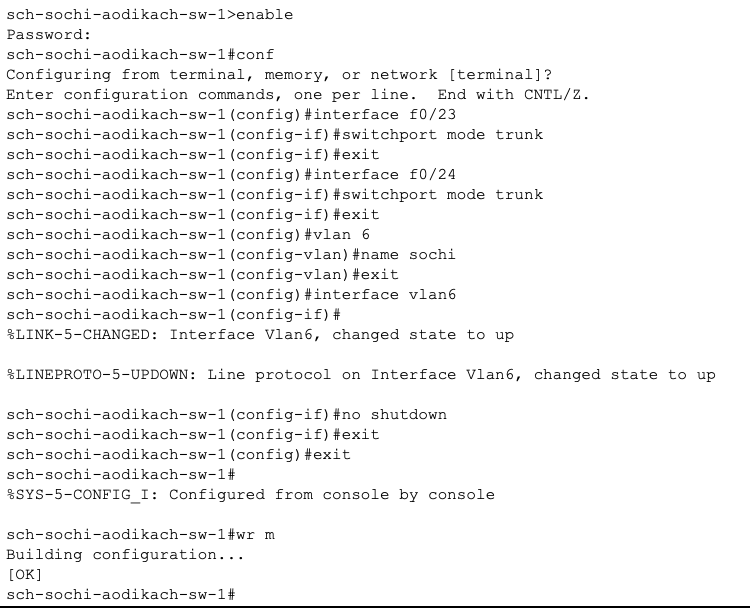 sch-sochi-aodikach-sw-1>enable
Password:
sch-sochi-aodikach-sw-1#conf
Configuring from terminal, memory, or network [terminal]?
Enter configuration commands, one per line.  End with CNTL/Z.
sch-sochi-aodikach-sw-1(config)#interface f0/23
sch-sochi-aodikach-sw-1(config-if)#switchport mode trunk
sch-sochi-aodikach-sw-1(config-if)#exit
sch-sochi-aodikach-sw-1(config)#interface f0/24
sch-sochi-aodikach-sw-1(config-if)#switchport mode trunk
sch-sochi-aodikach-sw-1(config-if)#exit
sch-sochi-aodikach-sw-1(config)#vlan 6
sch-sochi-aodikach-sw-1(config-vlan)#name sochi
sch-sochi-aodikach-sw-1(config-vlan)#exit
sch-sochi-aodikach-sw-1(config)#interface vlan6
sch-sochi-aodikach-sw-1(config-if)#
%LINK-5-CHANGED: Interface Vlan6, changed state to up
%LINEPROTO-5-UPDOWN: Line protocol on Interface Vlan6, changed state to up
sch-sochi-aodikach-sw-1(config-if)#no shutdown
sch-sochi-aodikach-sw-1(config-if)#exit
sch-sochi-aodikach-sw-1(config)#exit
sch-sochi-aodikach-sw-1#
%SYS-5-CONFIG_I: Configured from console by console
sch-sochi-aodikach-sw-1#wr m
Building configuration...
[OK]
sch-sochi-aodikach-sw-1#